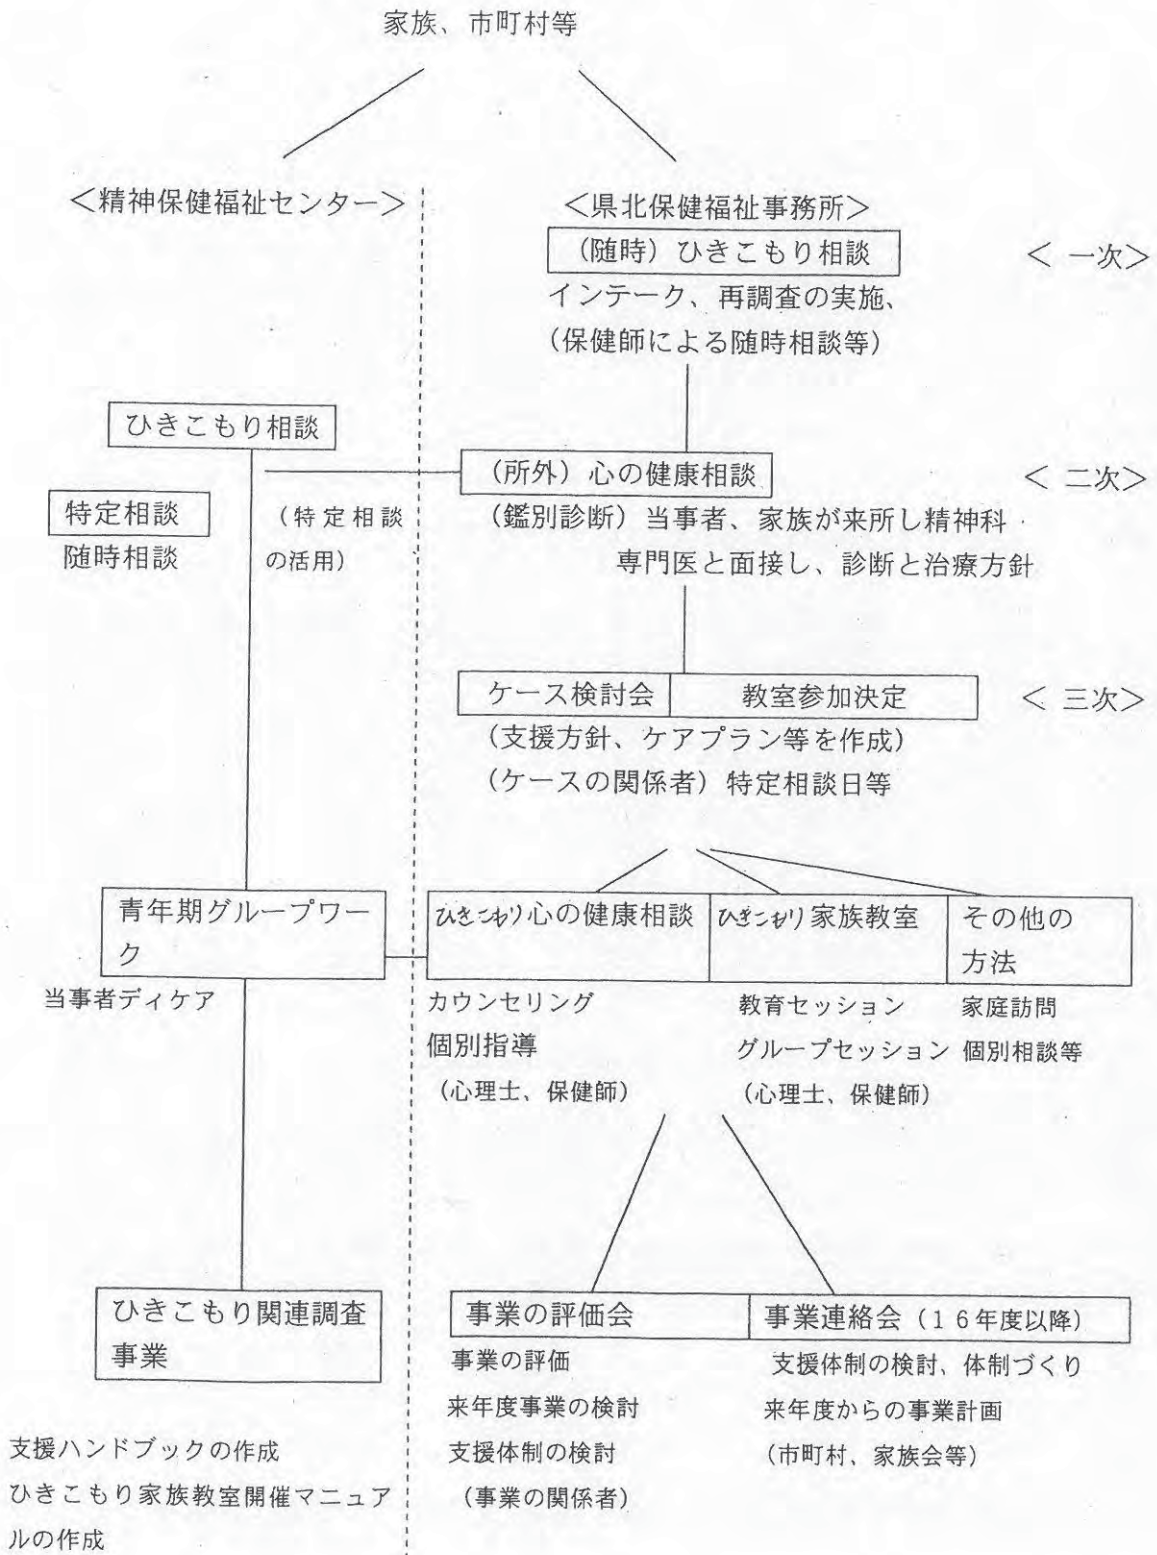 家族、市町村等
＜精神保健福祉センター＞
＜県北保健福祉事務所＞
(随時) ひきこもり相談
＜ 一次＞
インテーク、再調査の実施、
(保健師による随時相談等)
ひきこもり相談
(所外) 心の健康相談
＜ 二次＞
特定相談
随時相談
(特定相談
の活用)
(鑑別診断) 当事者、家族が来所し精神科
専門医と面接し、診断と治療方針
ケース検討会
教室参加決定
＜ 三次＞
(支援方針、ケアプラン等を作成)
(ケースの関係者) 特定相談日等
青年期グループワー
ク
当事者ディケア
ひきこもり心の健康相談
カウンセリング
個別指導
(心理士、保健師)
ひきこもり家族教室
教育セッション
グループセッション
(心理士、保健師)
その他の
方法
家庭訪問
個別相談等
ひきこもり関連調査
事業
支援ハンドブックの作成
ひきこもり家族教室開催マニュア
ルの作成
事業の評価会
事業の評価
来年度事業の検討
支援体制の検討
(事業の関係者)
事業連絡会 (１６年度以降)
支援体制の検討、体制づくり
来年度からの事業計画
(市町村、家族会等)